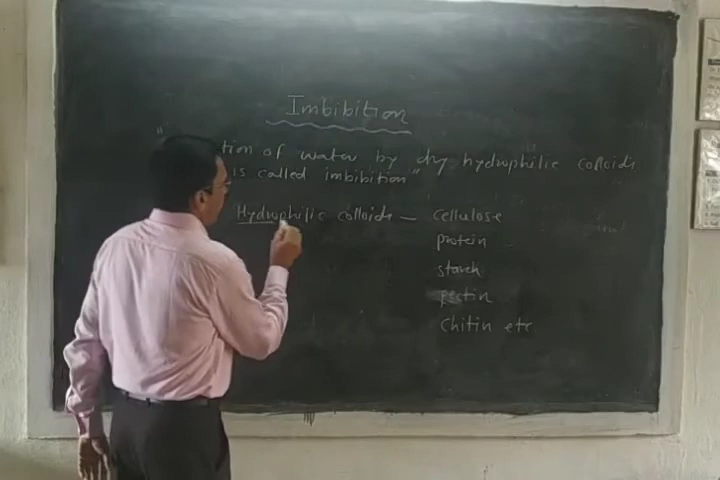 Imbibition
" tion of water by dry hydrophilic colloids
is called imbibition"
Hydrophilic colloids – cellulose
protein
starch
pectin
chitin etc